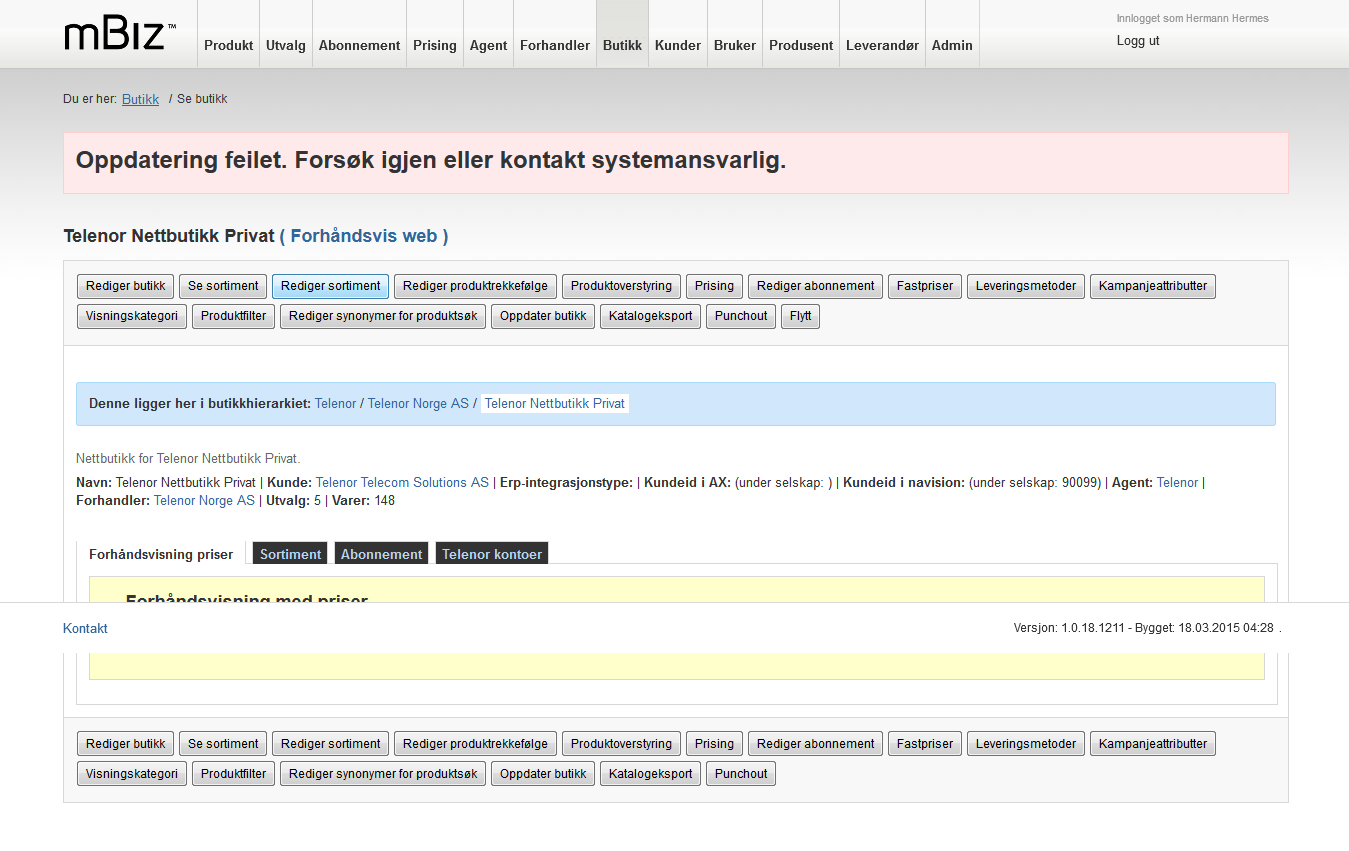 mBiz™
Produkt Utvalg Abonnement Prising Agent Forhandler Butikk Kunder Bruker Produsent Leverandør Admin
Innlogget som Hermann Hermes
Logg ut
Du er her: Butikk / Se butikk
Oppdatering feilet. Forsøk igjen eller kontakt systemansvarlig.
Telenor Nettbutikk Privat ( Forhåndsvis web )
Rediger butikk Se sortiment Rediger sortiment Rediger produktrekkefølge Produktoverstyring Prising Rediger abonnement Fastpriser Leveringsmetoder Kampanjeattributter
Visningskategori Produktfilter Rediger synonymer for produktsøk Oppdater butikk Katalogeksport Punchout Flytt
Denne ligger her i butikkhierarkiet: Telenor / Telenor Norge AS / Telenor Nettbutikk Privat
Nettbutikk for Telenor Nettbutikk Privat.
Navn: Telenor Nettbutikk Privat | Kunde: Telenor Telecom Solutions AS | Erp-integrasjonstype: | Kundeid i AX: (under selskap: ) | Kundeid i navision: (under selskap: 90099) | Agent: Telenor |
Forhandler: Telenor Norge AS | Utvalg: 5 | Varer: 148
Forhåndsvisning priser Sortiment Abonnement Telenor kontoer
Forhåndsvisning med priser
Kontakt
Versjon: 1.0.18.1211 - Bygget: 18.03.2015 04:28 .
Rediger butikk Se sortiment Rediger sortiment Rediger produktrekkefølge Produktoverstyring Prising Rediger abonnement Fastpriser Leveringsmetoder Kampanjeattributter
Visningskategori Produktfilter Rediger synonymer for produktsøk Oppdater butikk Katalogeksport Punchout